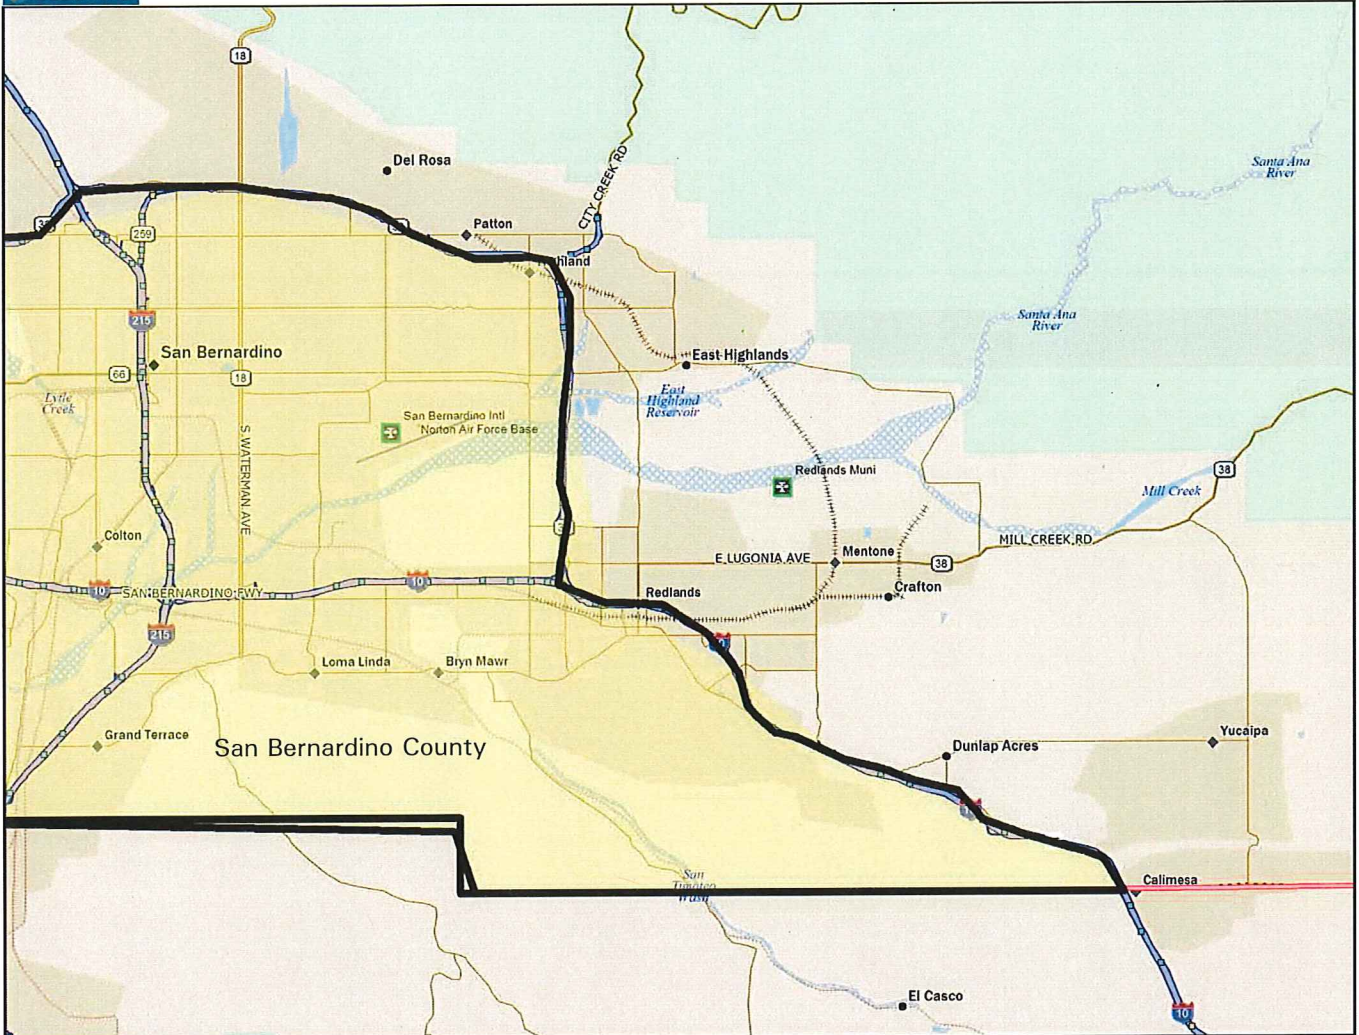 18
Del Rosa
CITY CREEK RD
Santa Ana
River
Patton
259
hland
215
Santa Ana
River
San Bernardino
East Highlands
66
18
Lytle
Creek
East
Highland
Reservoir
San Bernardino Intl
Norton Air Force Base
S WATERMAN AVE
Redlands Muni
38
Mill Creek
Colton
MILL CREEK RD
E LUGONIA AVE
Mentone
38
10
SAN BERNARDINO FWY
10
Redlands
Crafton
215
Loma Linda
Bryn Mawr
Grand Terrace
San Bernardino County
Dunlap Acres
Yucaipa
San
Timoteo
Wash
Calimesa
El Casco
10